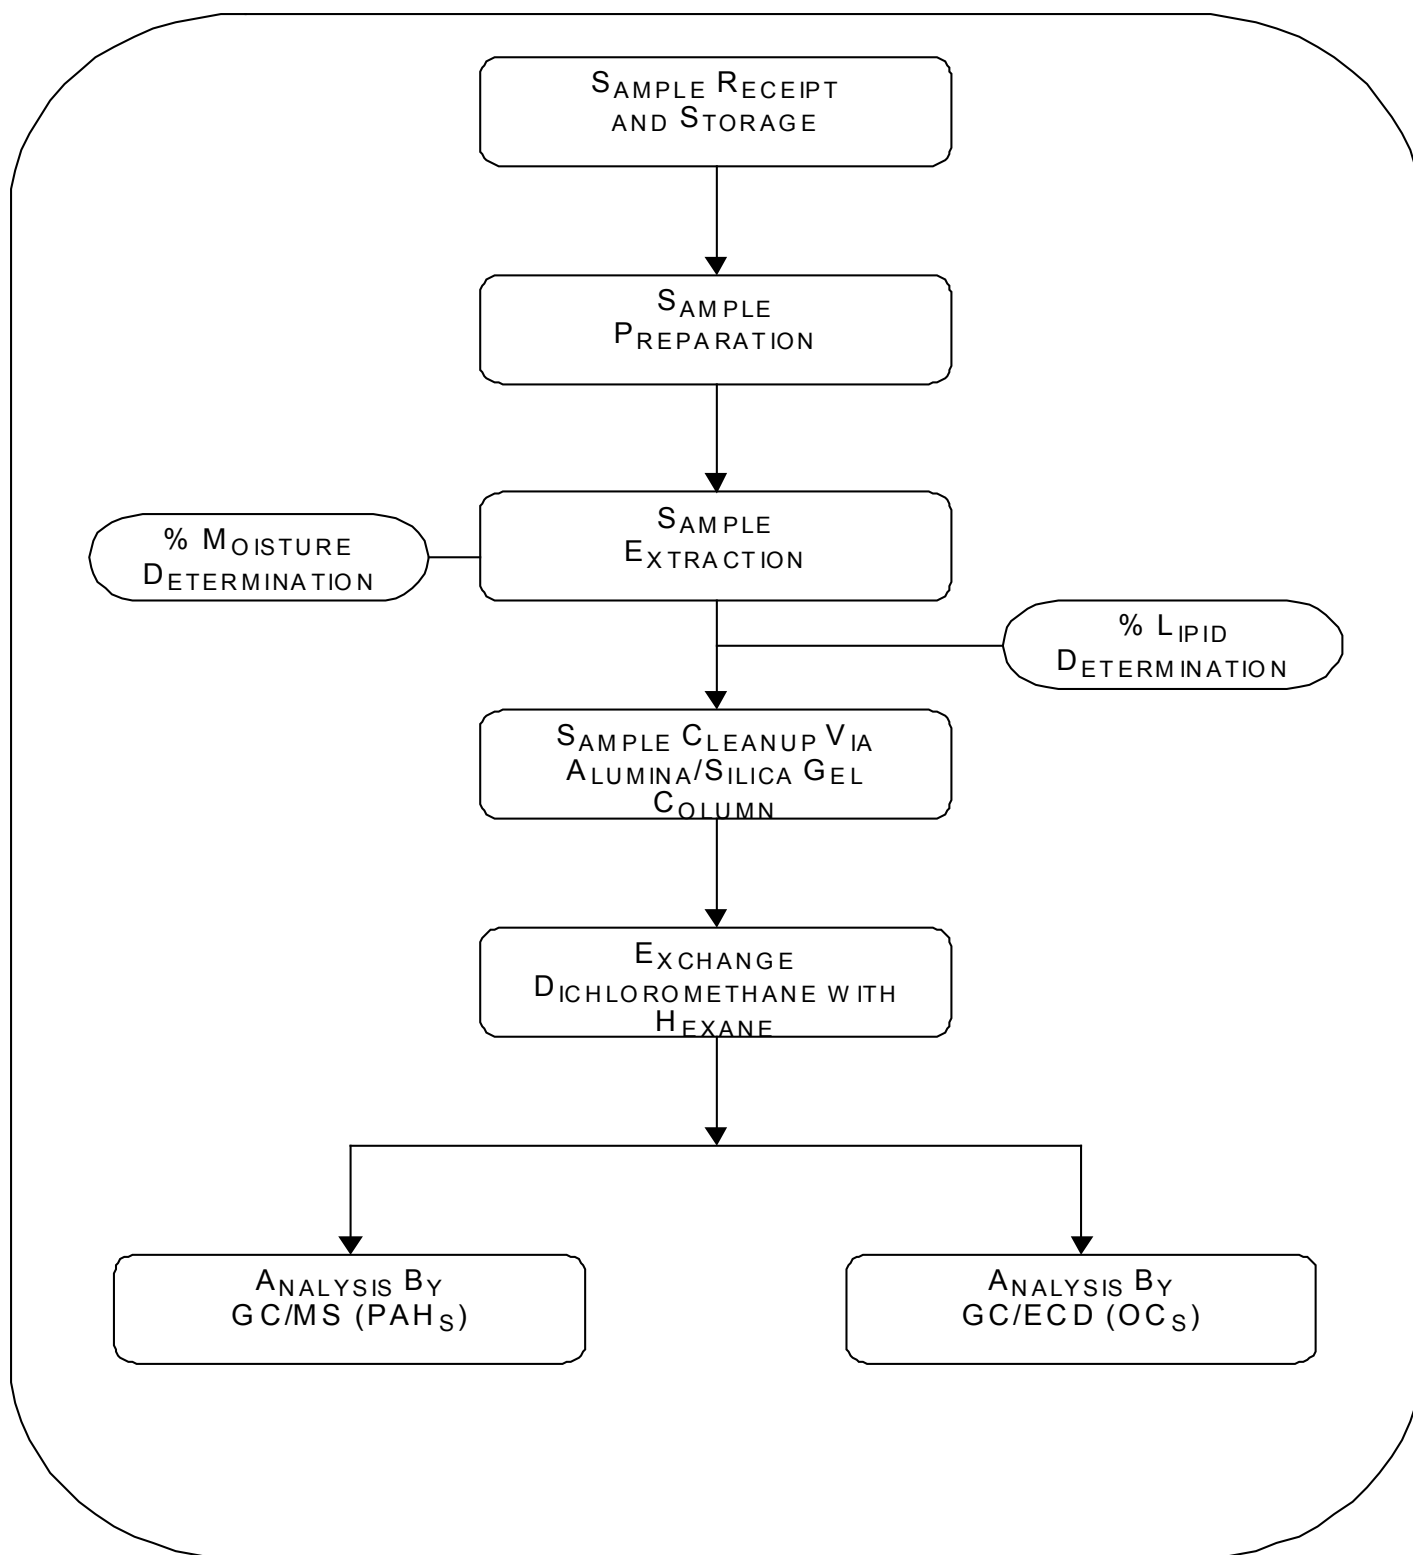 SAMPLE RECEIPT
AND STORAGE
SAMPLE
PREPARATION
SAMPLE
EXTRACTION
% MOISTURE
DETERMINATION
% LIPID
DETERMINATION
SAMPLE CLEANUP VIA
ALUMINA/SILICA GEL
COLUMN
EXCHANGE
DICHLOROMETHANE WITH
HEXANE
ANALYSIS BY
GC/MS (PAHS)
ANALYSIS BY
GC/ECD (OCS)